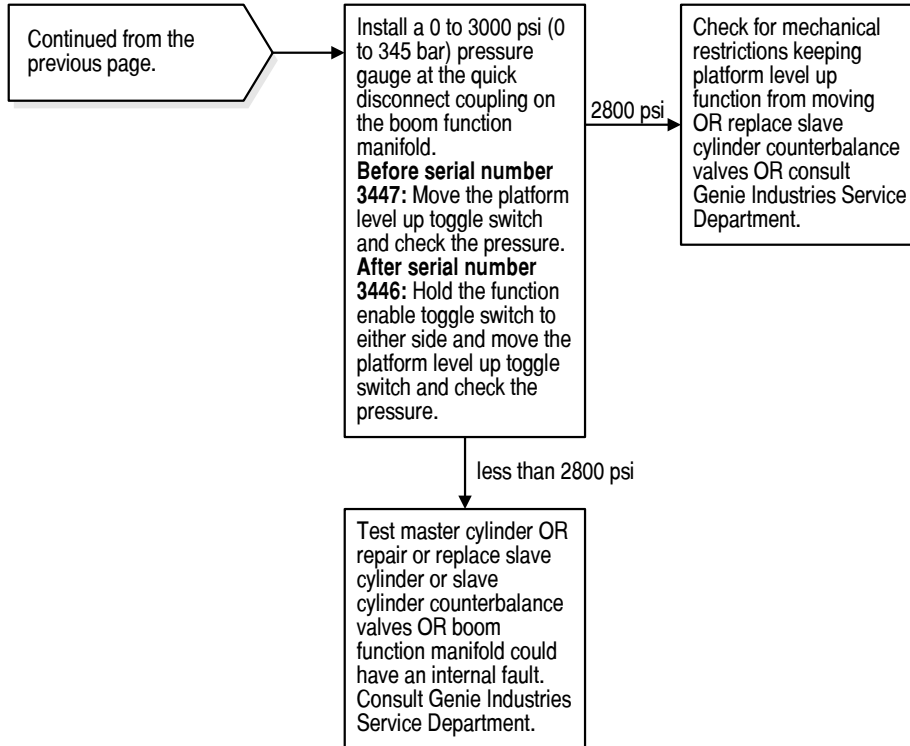 Continued from the
previous page.
Install a 0 to 3000 psi (0
to 345 bar) pressure
gauge at the quick
disconnect coupling on
the boom function
manifold.
Before serial number
3447: Move the platform
level up toggle switch
and check the pressure.
After serial number
3446: Hold the function
enable toggle switch to
either side and move the
platform level up toggle
switch and check the
pressure.
2800 psi
Check for mechanical
restrictions keeping
platform level up
function from moving
OR replace slave
cylinder counterbalance
valves OR consult
Genie Industries Service
Department.
less than 2800 psi
Test master cylinder OR
repair or replace slave
cylinder or slave
cylinder counterbalance
valves OR boom
function manifold could
have an internal fault.
Consult Genie Industries
Service Department.